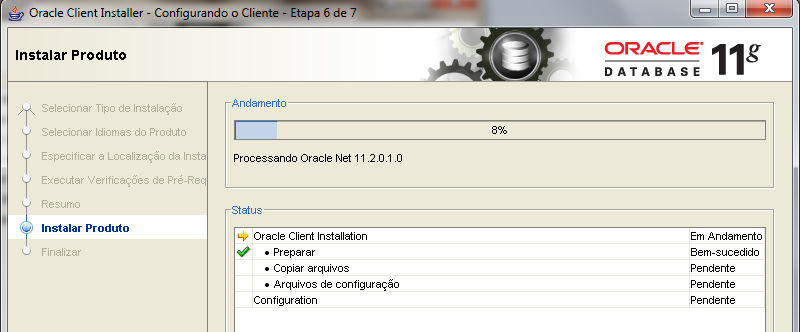 Oracle Client Installer - Configurando o Cliente - Etapa 6 de 7
Instalar Produto
ORACLE
DATABASE 11g
Selecionar Tipo de Instalação
Selecionar Idiomas do Produto
Especificar a Localização da Insta
Executar Verificações de Pré-Req
Resumo
Instalar Produto
Finalizar
Andamento
8%
Processando Oracle Net 11.2.0.1.0
Status
Oracle Client Installation Em Andamento
• Preparar Bem-sucedido
• Copiar arquivos Pendente
• Arquivos de configuração Pendente
Configuration Pendente